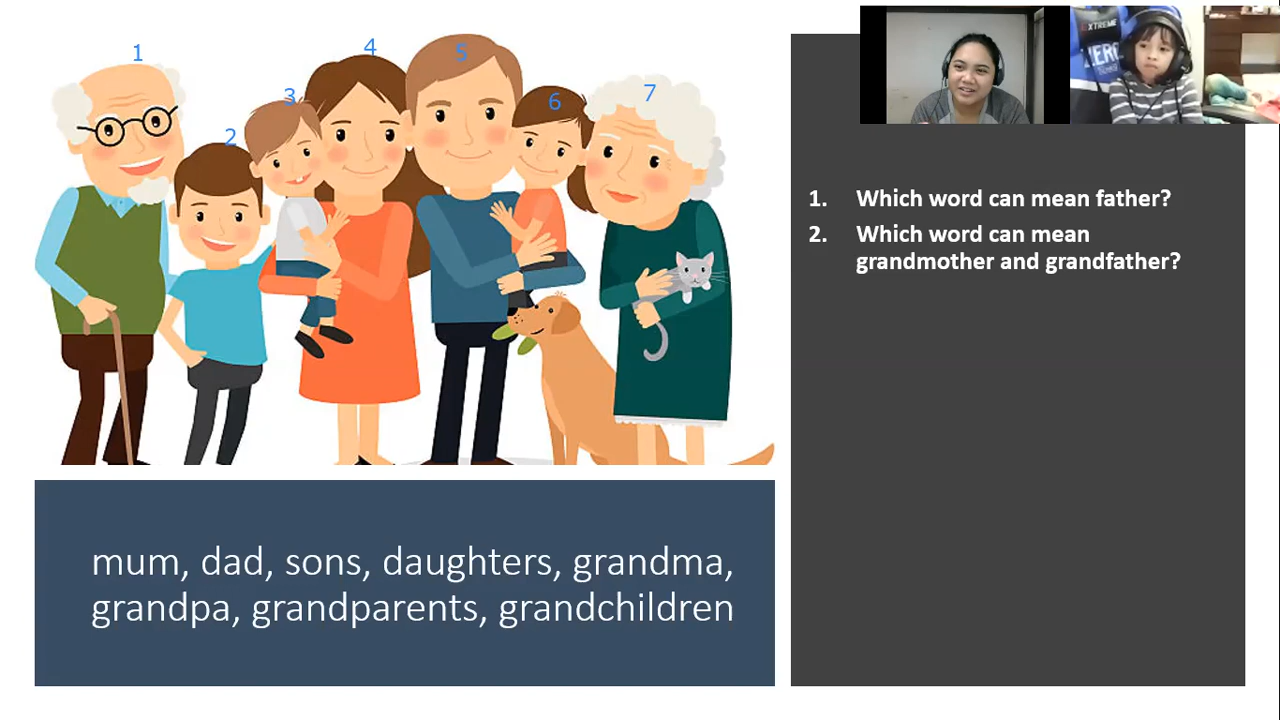 1
2
3
4
5
6
7
mum, dad, sons, daughters, grandma,
grandpa, grandparents, grandchildren
1. Which word can mean father?
2. Which word can mean
grandmother and grandfather?